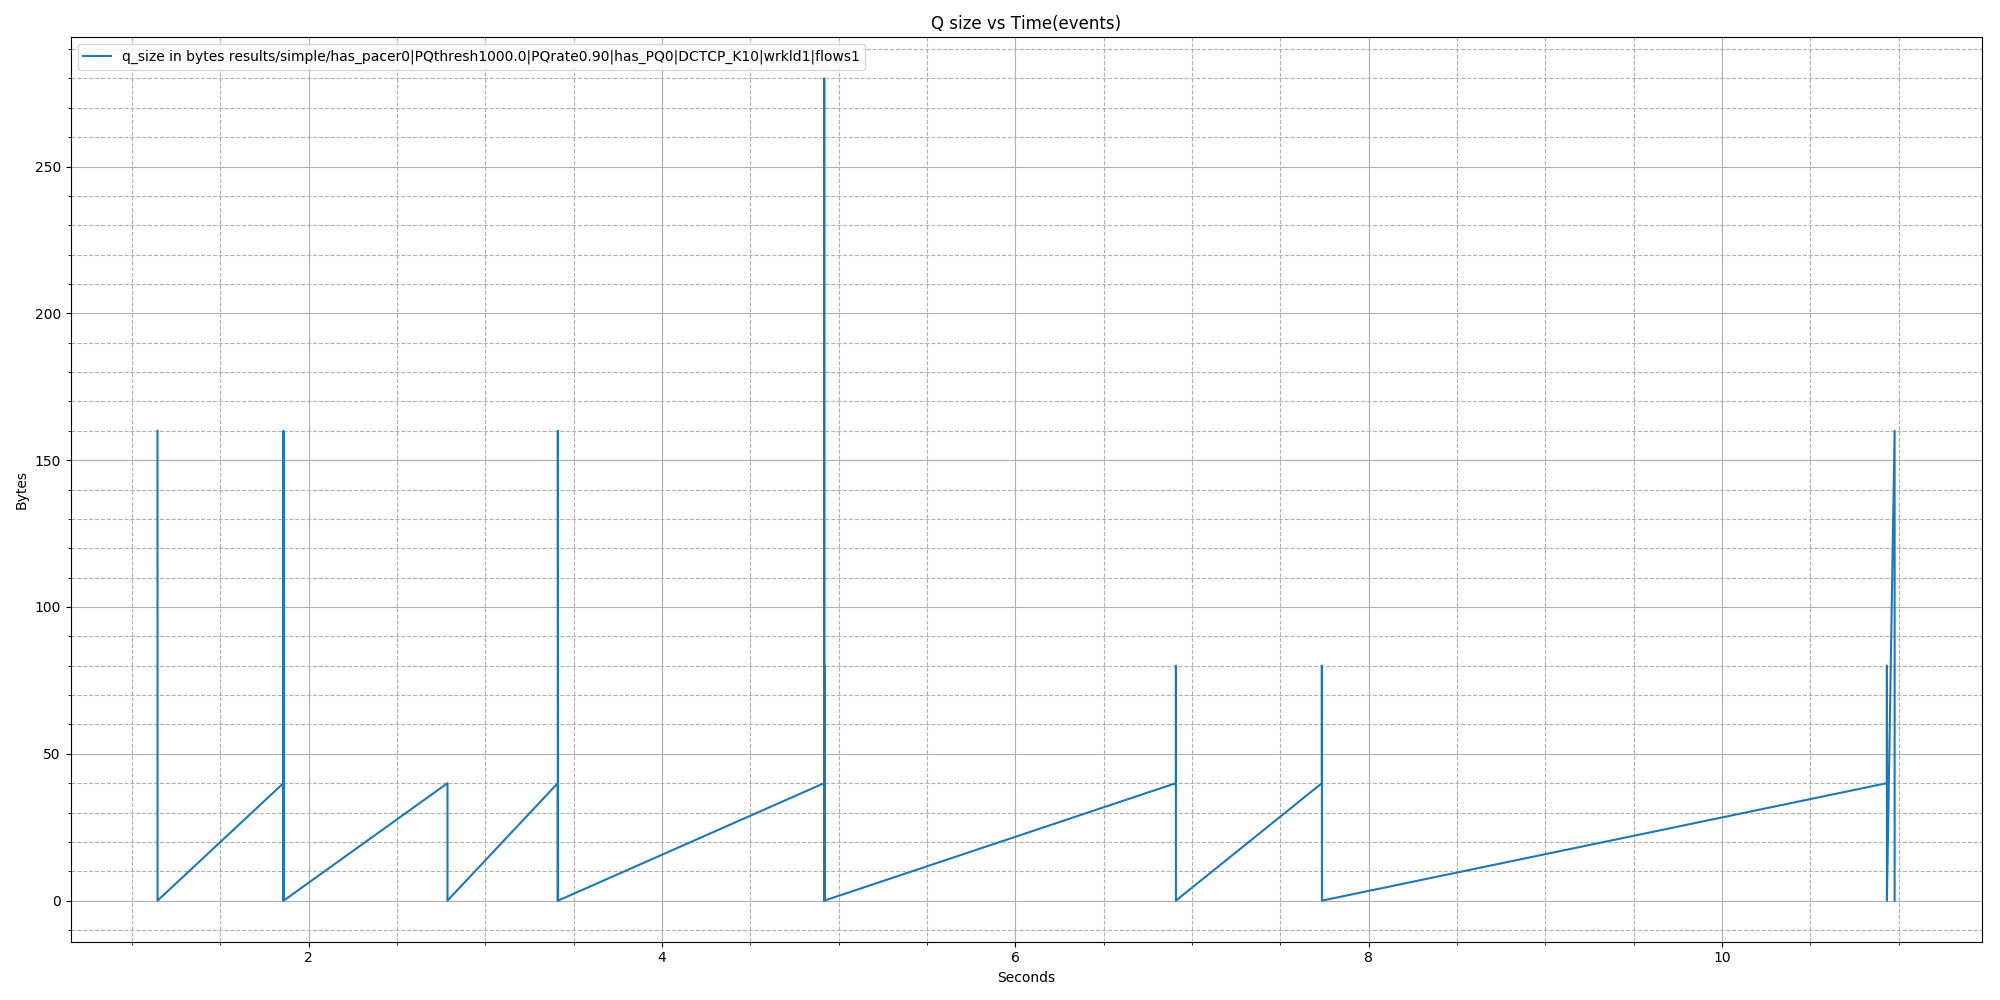 Q size vs Time(events)
q_size in bytes results/simple/has_pacer0|PQthresh1000.0|PQrate0.90|has_PQ0|DCTCP_K10|wrkld1|flows1
250
200
150
100
50
0
Bytes
2 4 6 8 10
Seconds